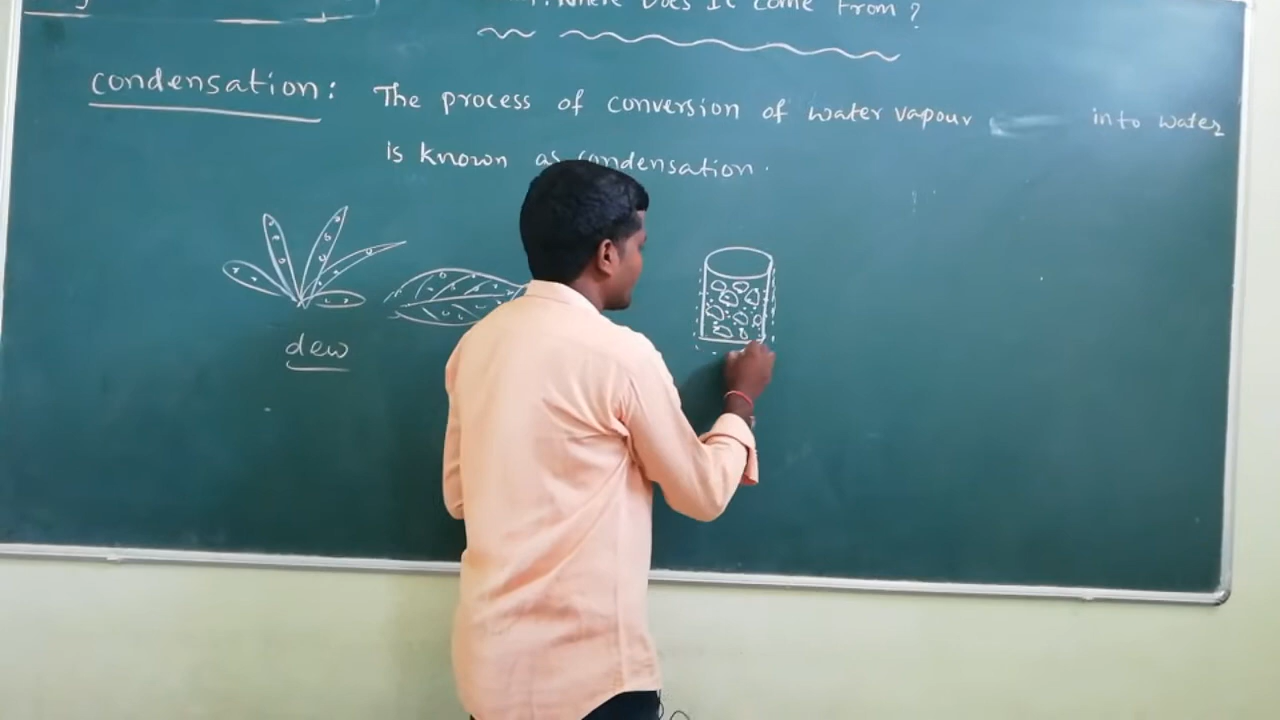 Where Does It Come From?
condensation: The process of conversion of water vapour into water
is known as condensation.
dew